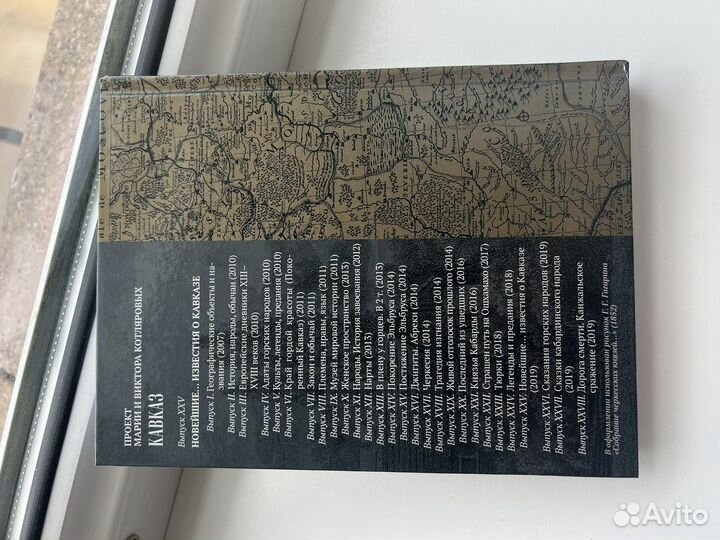 ПРОЕКТ
МАРИИ И ВИКТОРА КОТЛЯРОВЫХ
КАВКАЗ
Выпуск XXV
НОВЕЙШИЕ... ИЗВЕСТИЯ О КАВКАЗЕ
Выпуск I. Географические объекты и на-
звания (2007)
Выпуск II. История, народы, обычаи (2010)
Выпуск III. Европейские дневники XIII–
XVIII веков (2010)
Выпуск IV. Адаты горских народов (2010)
Выпуск V. Культы, легенды, предания (2010)
Выпуск VI. Край гордой красоты (Поко-
ренный Кавказ) (2011)
Выпуск VII. Закон и обычай (2011)
Выпуск VIII. Племена, нравы, язык (2011)
Выпуск IX. Музей мировой истории (2011)
Выпуск X. Женское пространство (2015)
Выпуск XI. Народы. История завоевания (2012)
Выпуск XII. Нарты (2013)
Выпуск XIII. В плену у горцев. В 2 т. (2013)
Выпуск XIV. Покорение Эльбруса (2014)
Выпуск XV. Постижение Эльбруса (2014)
Выпуск XVI. Джигиты. Абреки (2014)
Выпуск XVII. Черкесия (2014)
Выпуск XVIII. Трагедия изгнания (2014)
Выпуск XIX. Живой отголосок прошлого (2014)
Выпуск XX. Последний из ушедших (2016)
Выпуск XXI. Князья Кабарды (2016)
Выпуск XXII. Страшен путь на Ошхамахо (2017)
Выпуск XXIII. Тюрки (2018)
Выпуск XXIV. Легенды и предания (2018)
Выпуск XXV. Новейшие... известия о Кавказе
(2019)
Выпуск XXVI. Сказания горских народов (2019)
Выпуск XXVII. Сказки кабардинского народа
(2019)
Выпуск XXVIII. Порога смерти. Канжальское
сражение (2019)
В оформлении использован рисунок Г. Г. Гагарина
«Собрание черкесских князей...» (1852)
Avito